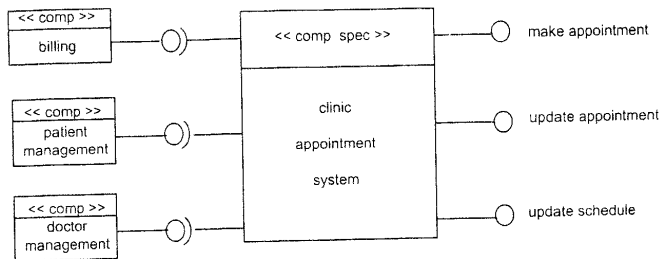 << comp >>
billing
<< comp >>
patient
management
<< comp >>
doctor
management
<< comp spec >>
clinic
appointment
system
make appointment
update appointment
update schedule